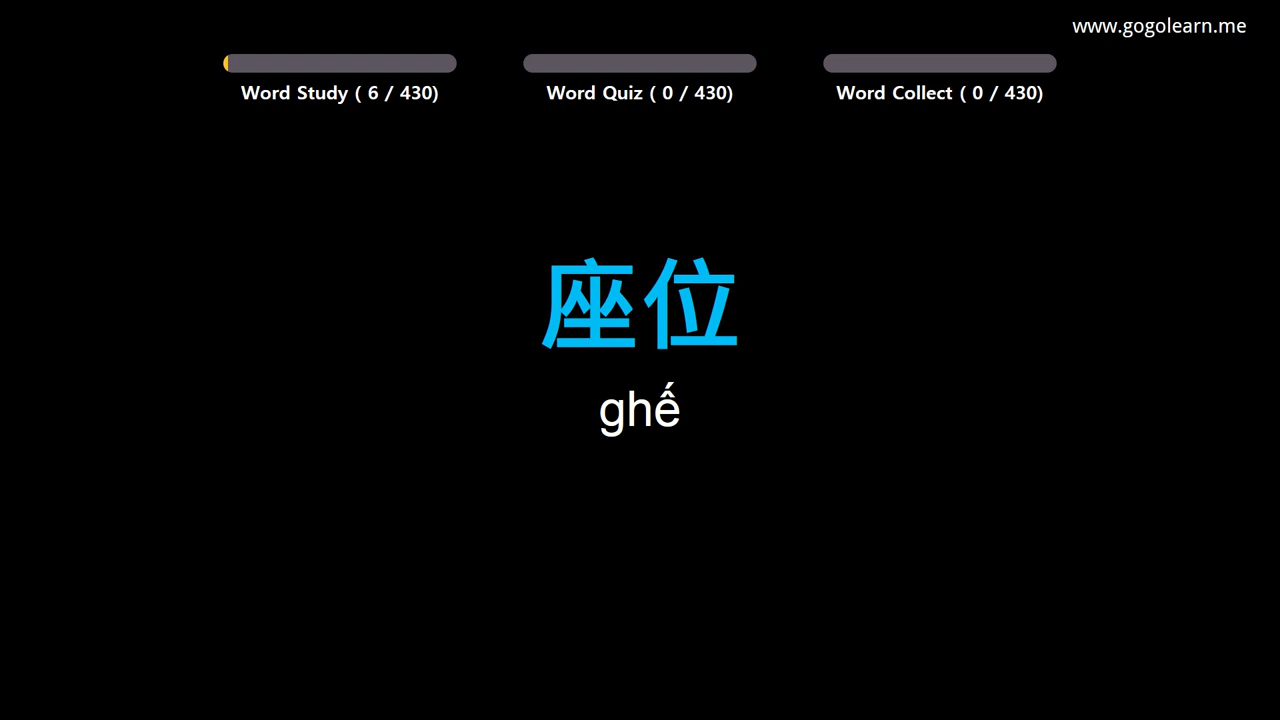 www.gogolearn.me
Word Study ( 6 / 430)
Word Quiz ( 0 / 430)
Word Collect ( 0 / 430)
座位
ghế